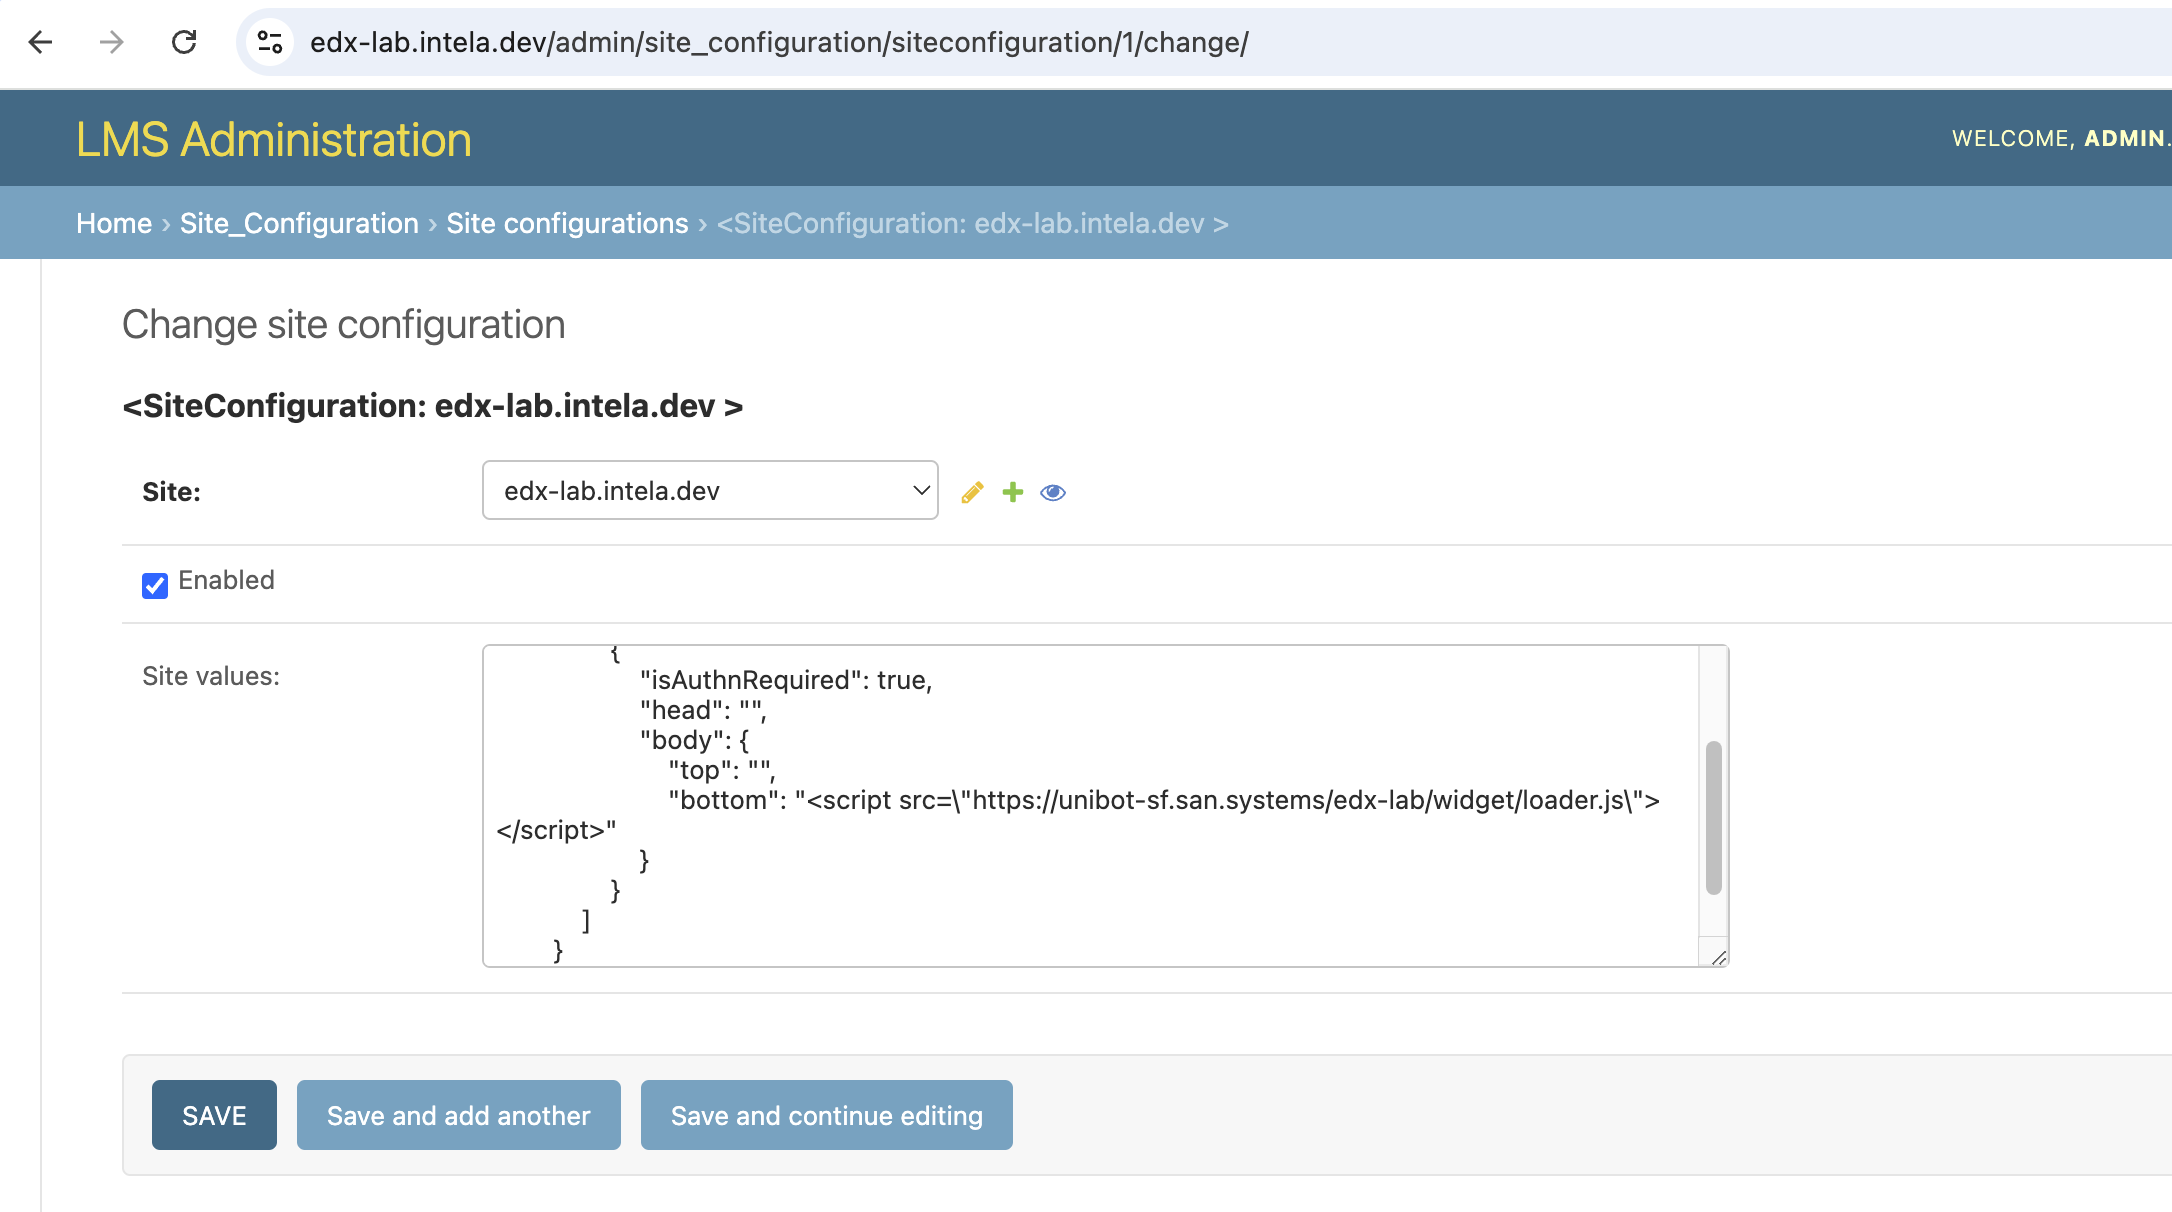 edx-lab.intela.dev/admin/site_configuration/siteconfiguration/1/change/
LMS Administration
WELCOME, ADMIN.
Home › Site_Configuration › Site configurations › <SiteConfiguration: edx-lab.intela.dev >
Change site configuration
<SiteConfiguration: edx-lab.intela.dev >
Site:
edx-lab.intela.dev
Enabled
Site values:
{
"isAuthnRequired": true,
"head": "",
"body": {
"top": "",
"bottom": "<script src=\"https://unibot-sf.san.systems/edx-lab/widget/loader.js\">
</script>"
}
}
]
}
SAVE
Save and add another
Save and continue editing